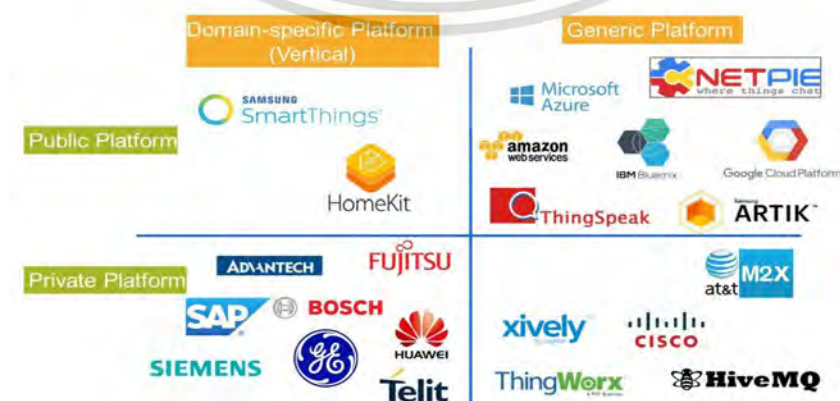 Domain-specific Platform
(Vertical)
Generic Platform
Public Platform
SAMSUNG
SmartThings
HomeKit
Microsoft
Azure
NETPIE
where things chat
amazon
web services
IBM Bluemix
Google Cloud Platform
ThingSpeak
ARTIK™
Private Platform
ADVANTECH
FUJITSU
SAP
BOSCH
HUAWEI
SIEMENS
GE
Telit
at&t
M2X
xively
CISCO
ThingWorx
HiveMQ